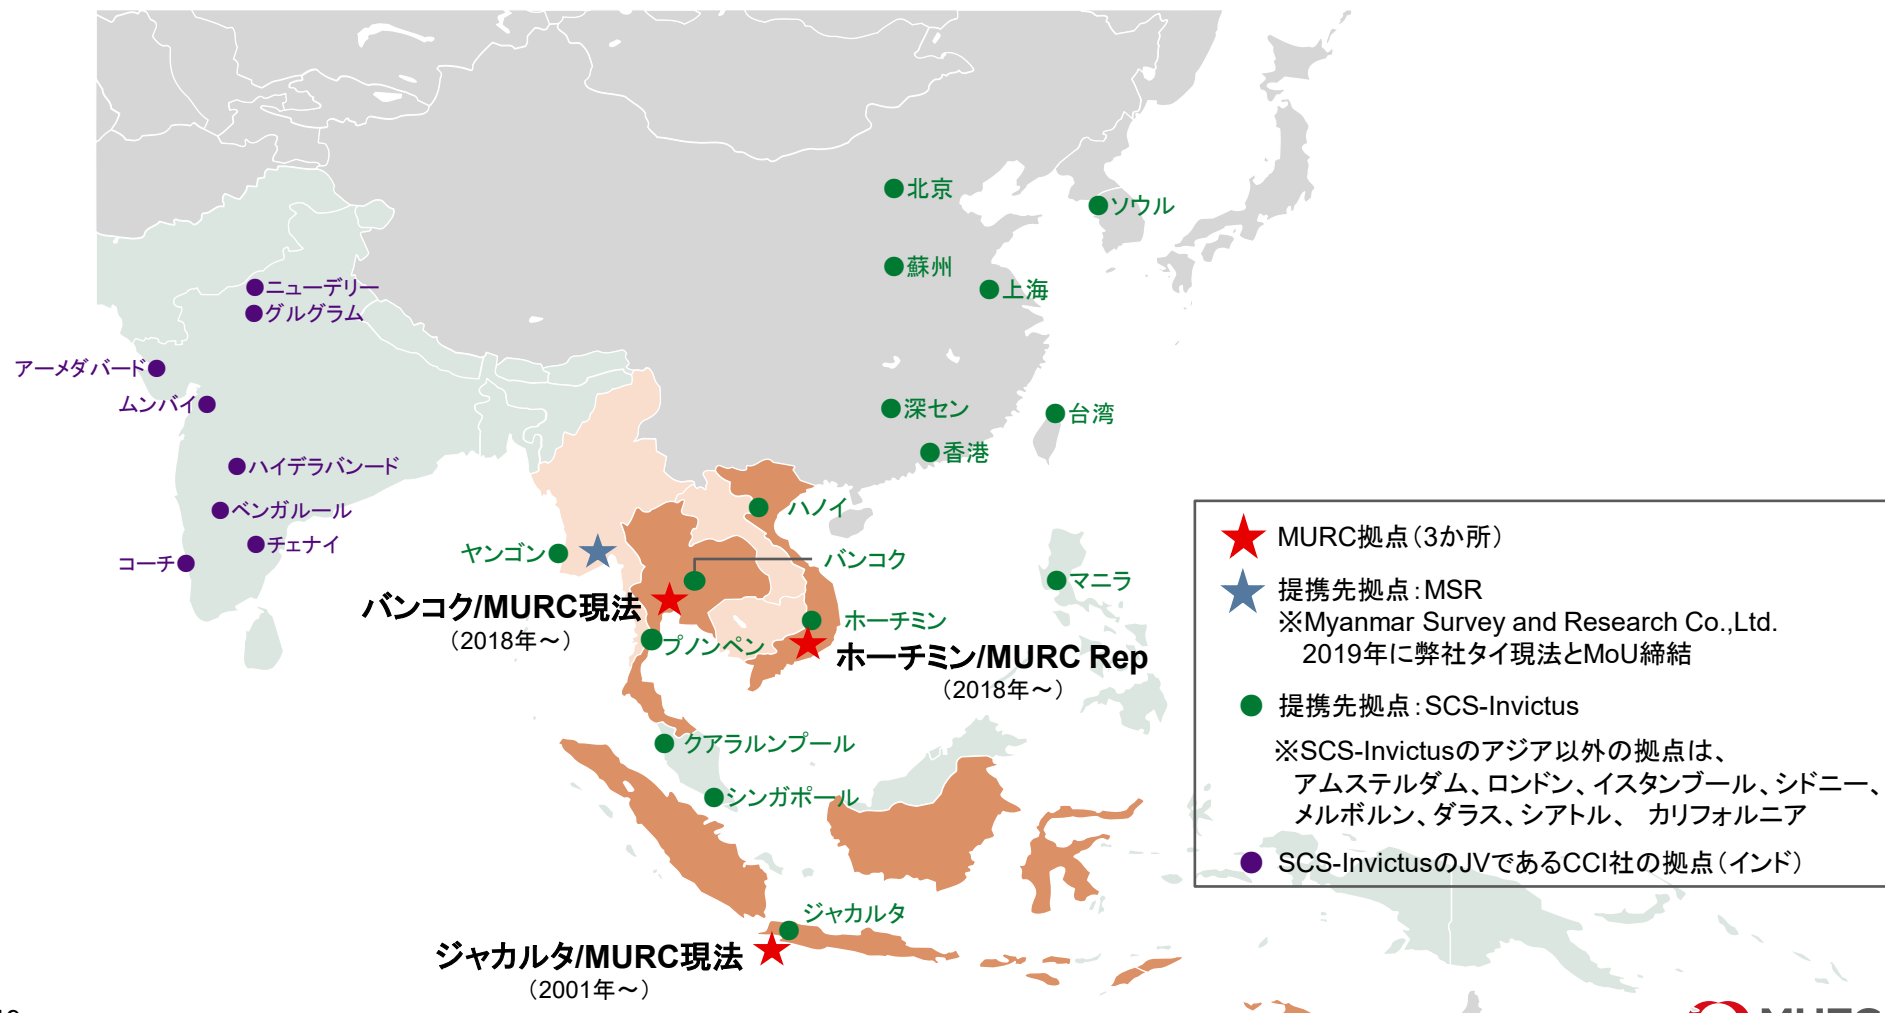 北京
ソウル
蘇州
上海
ニューデリー
グルグラム
アーメダバード
ムンバイ
深セン
台湾
香港
ハイデラバンード
ベンガルール
ハノイ
チェナイ
コーチ
ヤンゴン
バンコク
マニラ
バンコク/MURC現法
(2018年～)
ホーチミン
プノンペン
ホーチミン/MURC Rep
(2018年～)
クアラルンプール
シンガポール
ジャカルタ
ジャカルタ/MURC現法
(2001年～)
MURC拠点（3か所）
提携先拠点：MSR
※Myanmar Survey and Research Co.,Ltd.
2019年に弊社タイ現法とMoU締結
提携先拠点：SCS-Invictus
※SCS-Invictusのアジア以外の拠点は、
アムステルダム、ロンドン、イスタンブール、シドニー、
メルボルン、ダラス、シアトル、 カリフォルニア
SCS-InvictusのJVであるCCI社の拠点（インド）